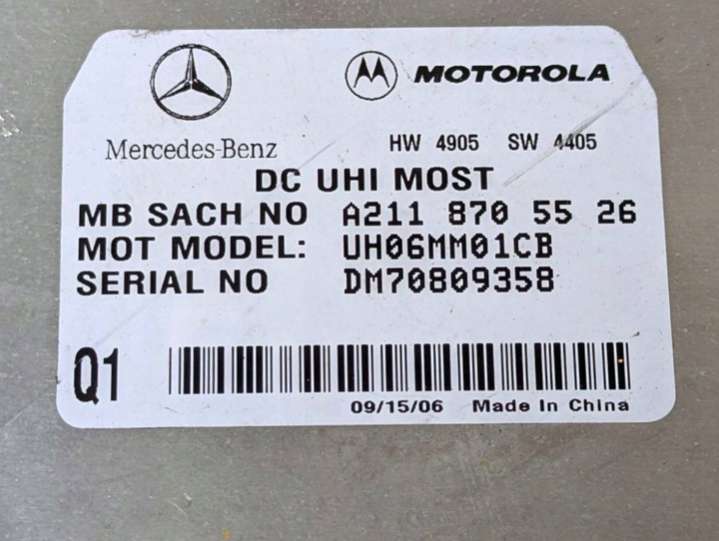 MOTOROLA
Mercedes-Benz
HW 4905 SW 4405
DC UHI MOST
MB SACH NO A211 870 55 26
MOT MODEL: UH06MM01CB
SERIAL NO DM70809358
Q1
09/15/06 Made In China